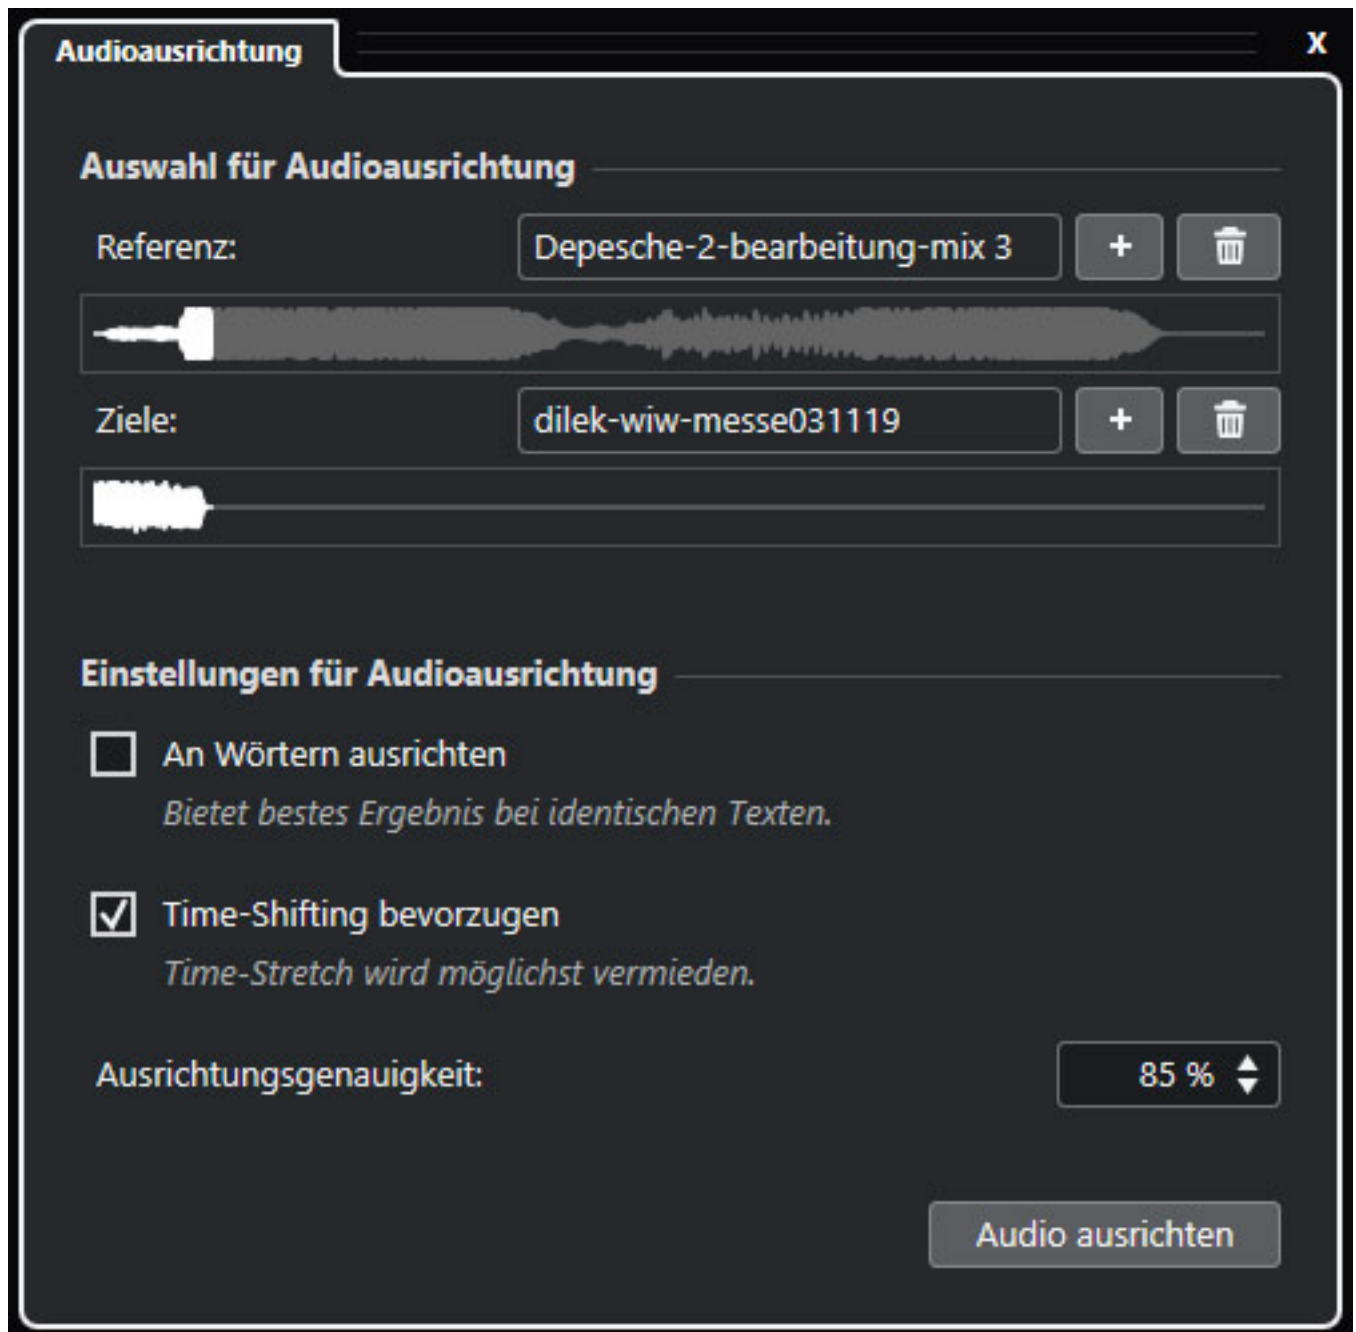 Audioausrichtung
x
Auswahl für Audioausrichtung
Referenz: Depesche-2-bearbeitung-mix 3 +
Ziele: dilek-wiw-messe031119 +
Einstellungen für Audioausrichtung
An Wörtern ausrichten
Bietet bestes Ergebnis bei identischen Texten.
Time-Shifting bevorzugen
Time-Stretch wird möglichst vermieden.
Ausrichtungsgenauigkeit: 85 %
Audio ausrichten